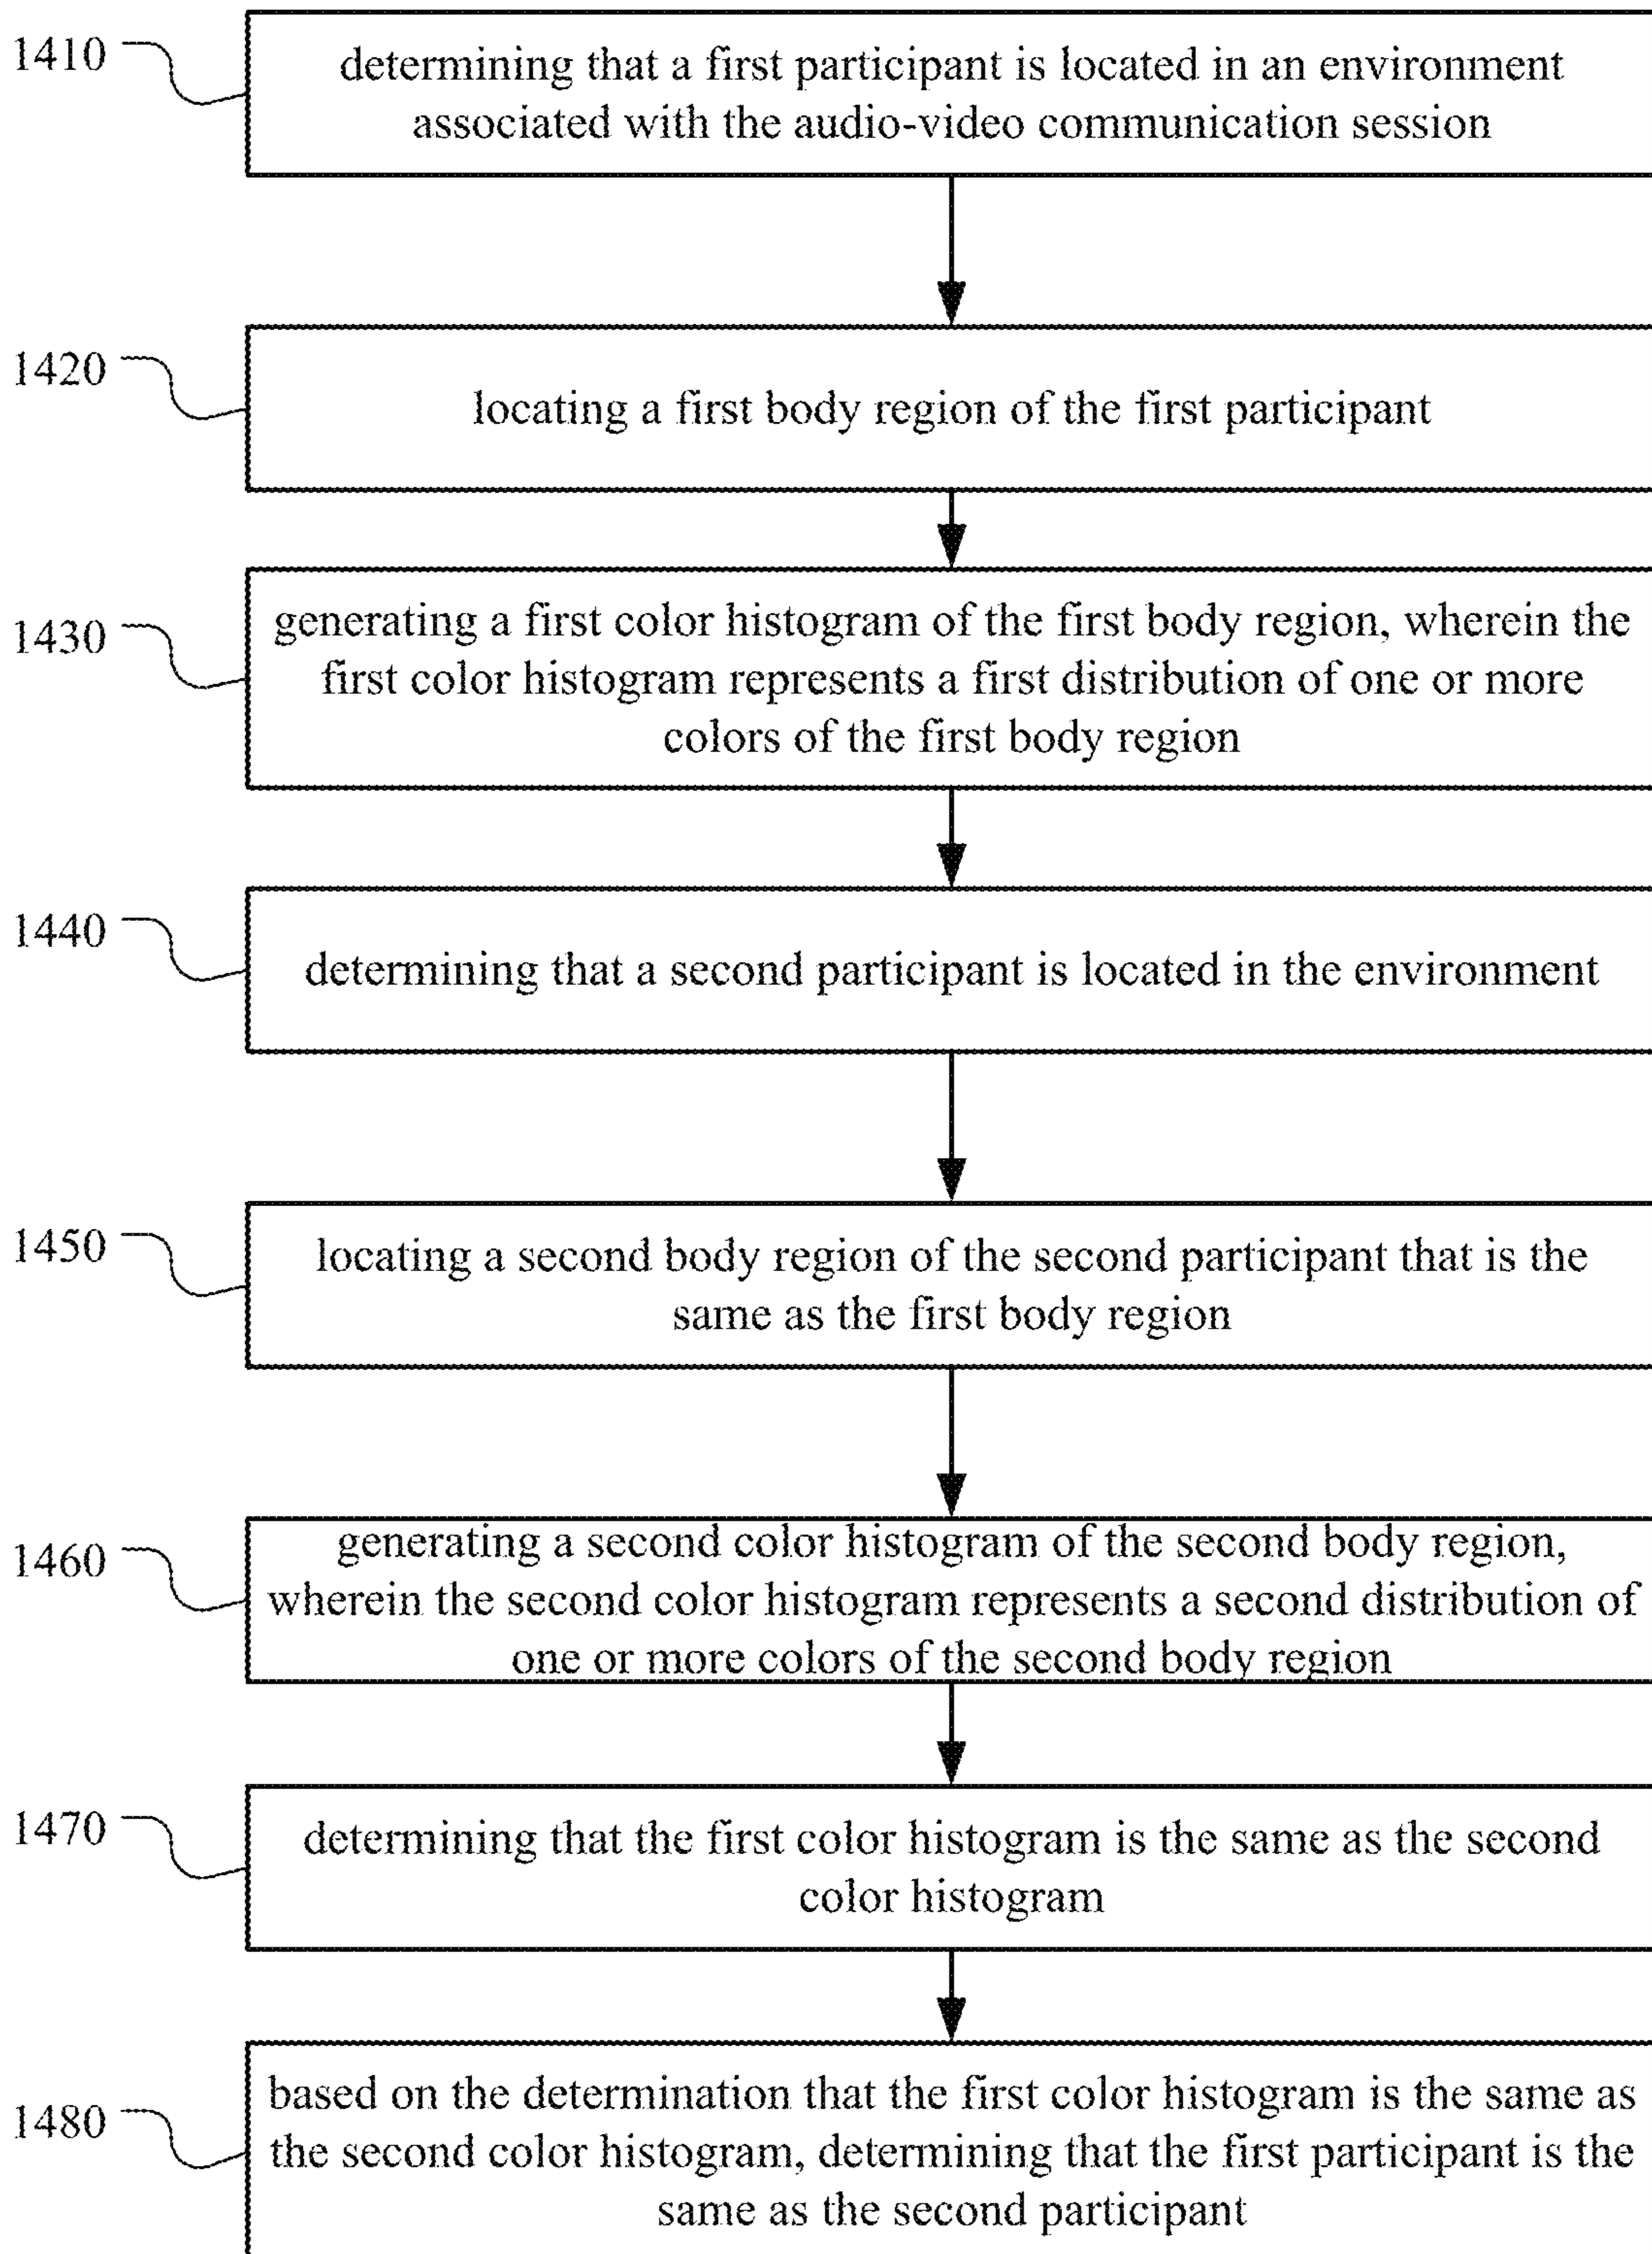 1410
determining that a first participant is located in an environment
associated with the audio-video communication session
1420
locating a first body region of the first participant
1430
generating a first color histogram of the first body region, wherein the
first color histogram represents a first distribution of one or more
colors of the first body region
1440
determining that a second participant is located in the environment
1450
locating a second body region of the second participant that is the
same as the first body region
1460
generating a second color histogram of the second body region,
wherein the second color histogram represents a second distribution of
one or more colors of the second body region
1470
determining that the first color histogram is the same as the second
color histogram
1480
based on the determination that the first color histogram is the same as
the second color histogram, determining that the first participant is the
same as the second participant